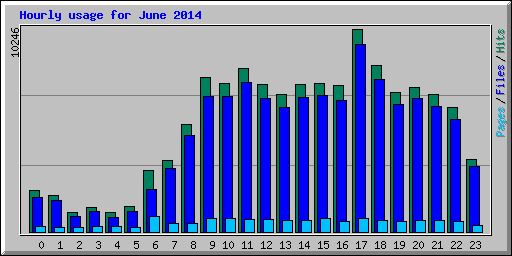 Hourly usage for June 2014
10246
Pages/Files/Hits
0 1 2 3 4 5 6 7 8 9 10 11 12 13 14 15 16 17 18 19 20 21 22 23